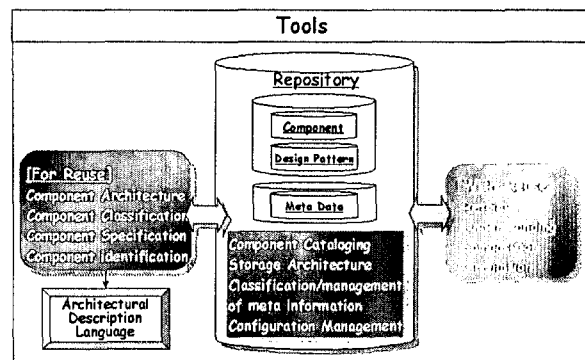 Tools
Repository
Component
Design Pattern
Meta Data
[For Reuse]
Component Architecture
Component Classification
Component Specification
Component identification
Component Cataloging
Storage Architecture
Classification/management
of meta Information
Configuration Management
Architectural
Description
Language